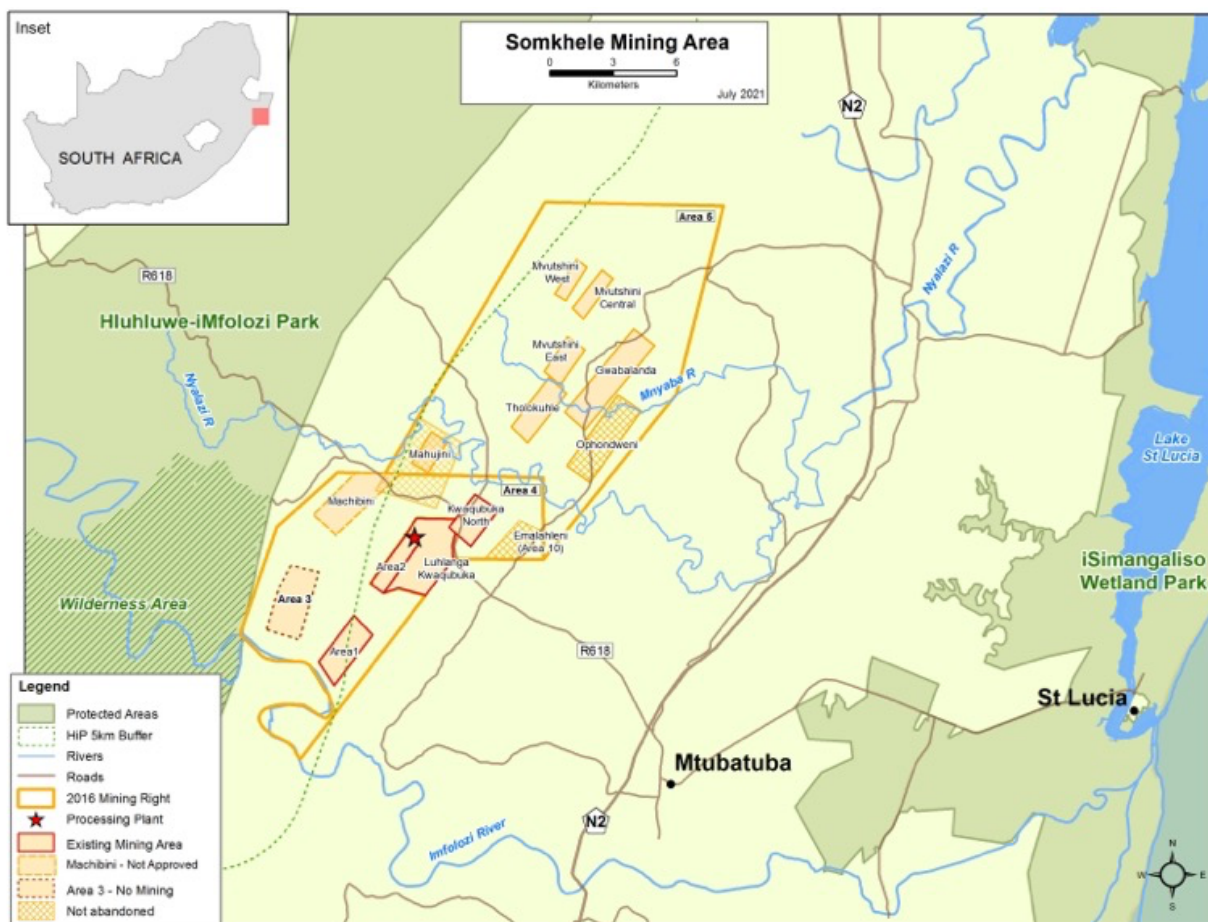 Inset
SOUTH AFRICA
Somkhele Mining Area
0 3 6
Kilometers
July 2021
N2
Area 5
R618
Mvutshini
West
Mvutshini
Central
Nyalazi R
Hluhluwe-iMfolozi Park
Mvutshini
East
Gwabalanda
Nyalazi R
Mnyaba R
Tholokuhle
Ophondweni
Mahujini
Lake
St Lucia
Machibini
Area 4
Kwaqubuka
North
Emalahleni
(Area 10)
Area2
Luhlanga
Kwaqubuka
iSimangaliso
Wetland Park
Wilderness Area
Area 3
Area1
R618
Legend
Protected Areas
HiP 5km Buffer
Rivers
Roads
2016 Mining Right
Processing Plant
Existing Mining Area
Machibini - Not Approved
Area 3 - No Mining
Not abandoned
St Lucia
Mtubatuba
N2
Imfolozi River
N
W E
S